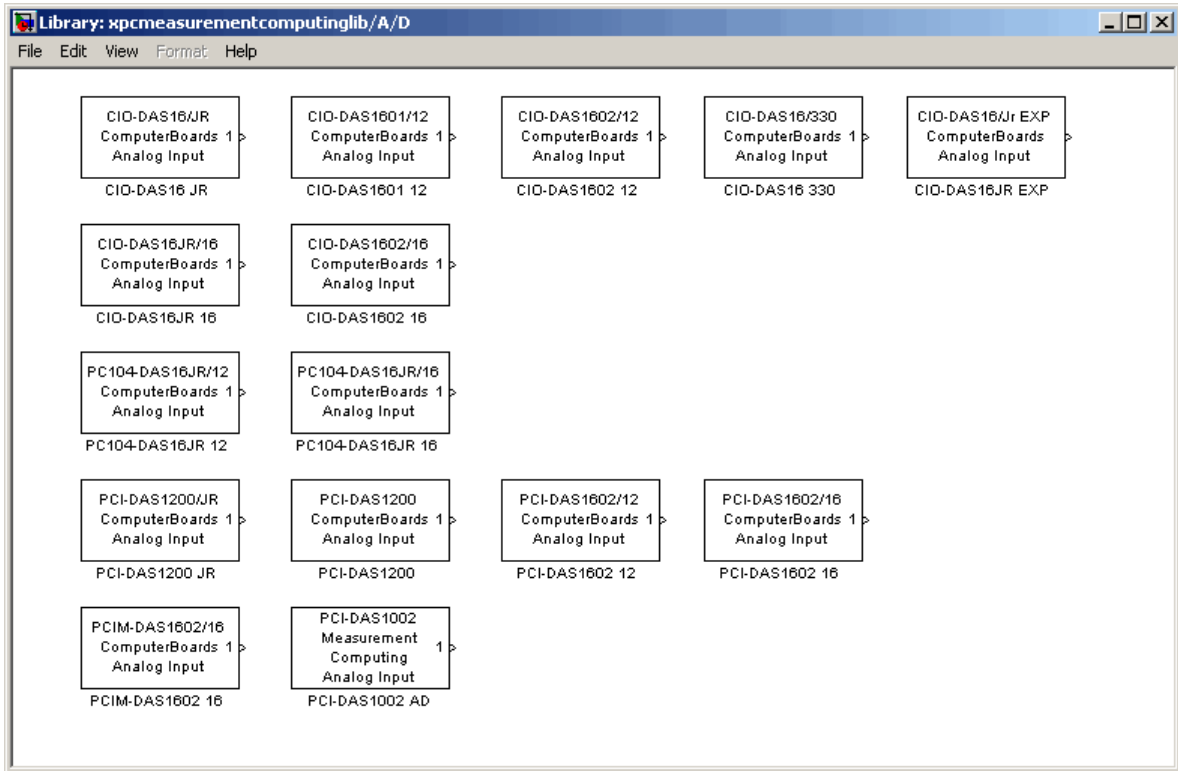 Library: xpcmeasurementcomputinglib/A/D
File Edit View Format Help
CIO-DAS16/JR
ComputerBoards 1
Analog Input
CIO-DAS16 JR
CIO-DAS1601/12
ComputerBoards 1
Analog Input
CIO-DAS1601 12
CIO-DAS1602/12
ComputerBoards 1
Analog Input
CIO-DAS1602 12
CIO-DAS16/330
ComputerBoards 1
Analog Input
CIO-DAS16 330
CIO-DAS16/Jr EXP
ComputerBoards
Analog Input
CIO-DAS16JR EXP
CIO-DAS16JR/16
ComputerBoards 1
Analog Input
CIO-DAS16JR 16
CIO-DAS1602/16
ComputerBoards 1
Analog Input
CIO-DAS1602 16
PC104-DAS16JR/12
ComputerBoards 1
Analog Input
PC104-DAS16JR 12
PC104-DAS16JR/16
ComputerBoards 1
Analog Input
PC104-DAS16JR 16
PCI-DAS1200/JR
ComputerBoards 1
Analog Input
PCI-DAS1200 JR
PCI-DAS1200
ComputerBoards 1
Analog Input
PCI-DAS1200
PCI-DAS1602/12
ComputerBoards 1
Analog Input
PCI-DAS1602 12
PCI-DAS1602/16
ComputerBoards 1
Analog Input
PCI-DAS1602 16
PCIM-DAS1602/16
ComputerBoards 1
Analog Input
PCIM-DAS1602 16
PCI-DAS1002
Measurement
Computing
1
Analog Input
PCI-DAS1002 AD